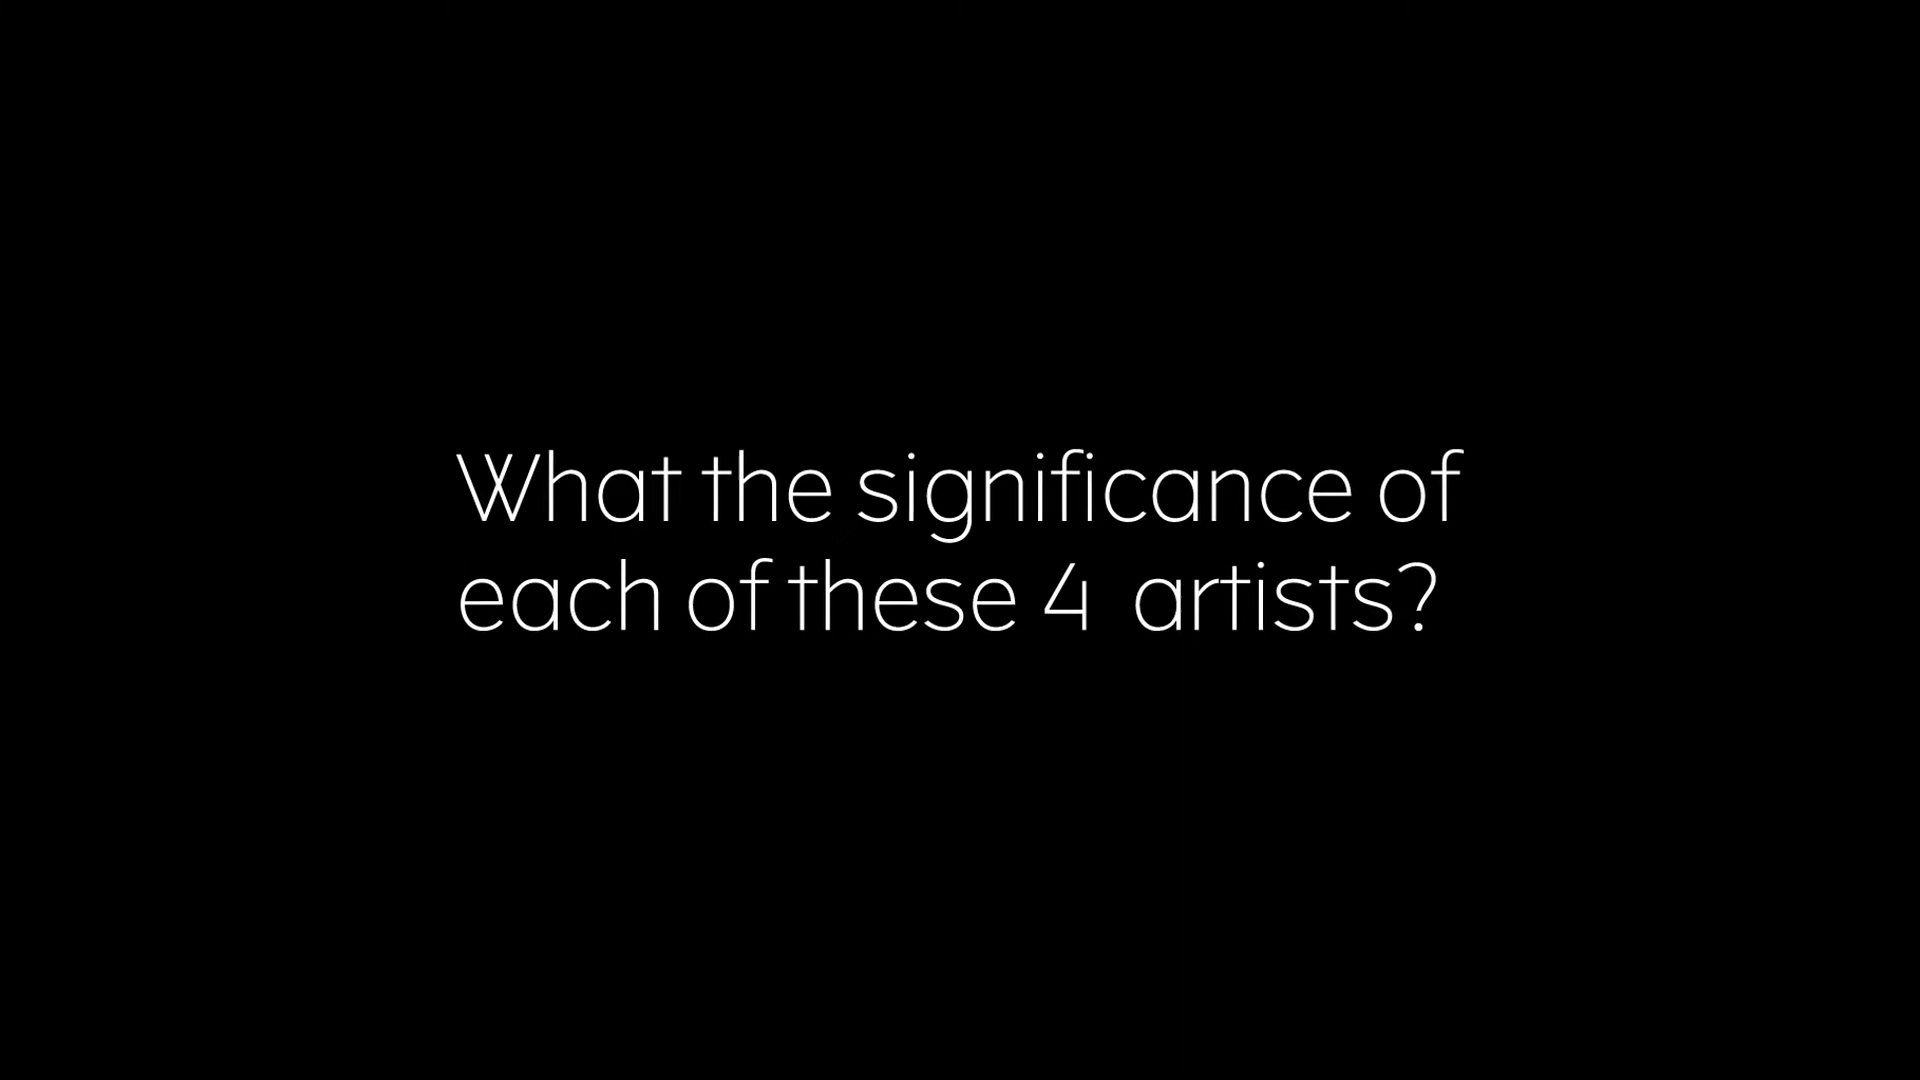 What the significance of
each of these 4  artists?